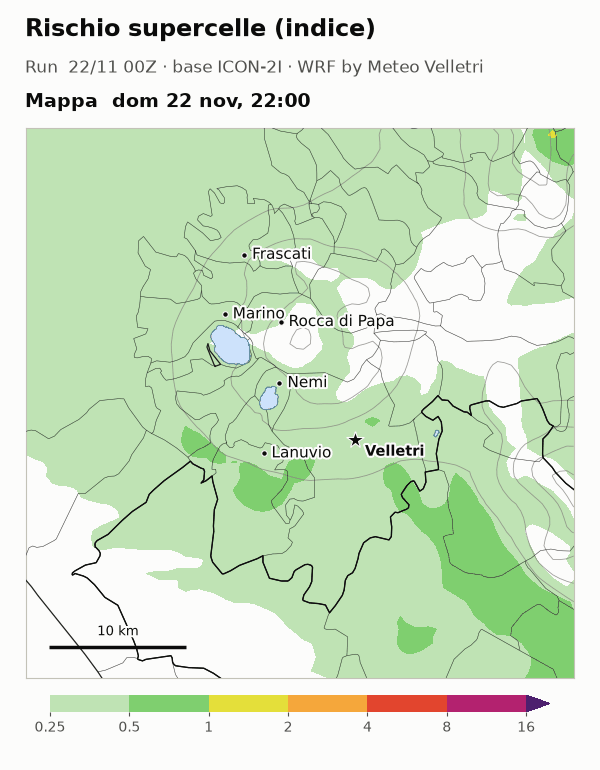 Rischio supercelle (indice)
Run  22/11 00Z · base ICON-2I · WRF by Meteo Velletri
Mappa  dom 22 nov, 22:00
Frascati
Marino
Rocca di Papa
Nemi
Velletri
Lanuvio
10 km
0.25 0.5 1 2 4 8 16